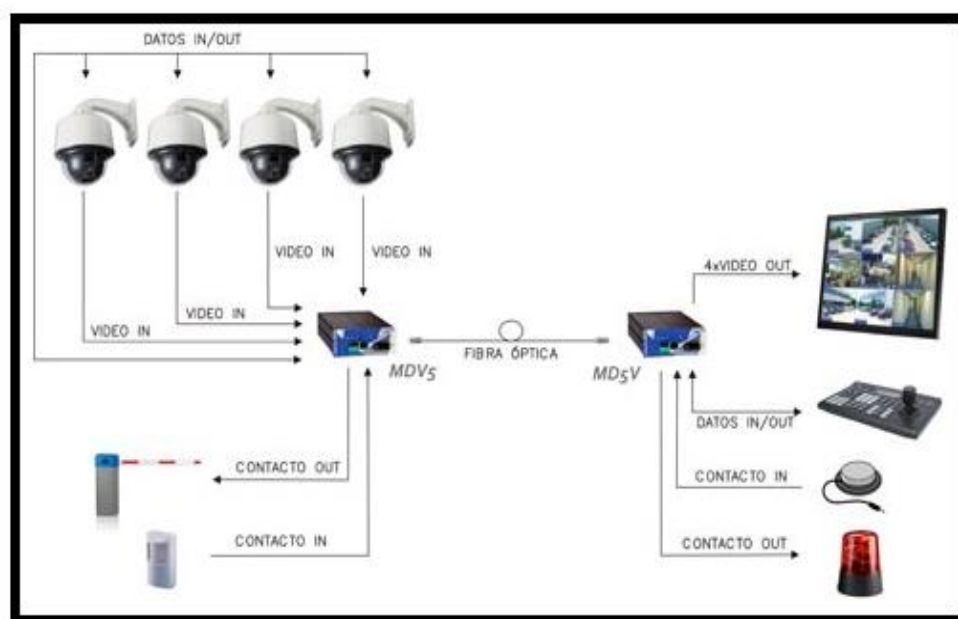 DATOS IN/OUT
VIDEO IN
VIDEO IN
VIDEO IN
VIDEO IN
4xVIDEO OUT
FIBRA ÓPTICA
MDV5
MD5V
DATOS IN/OUT
CONTACTO OUT
CONTACTO IN
CONTACTO IN
CONTACTO OUT